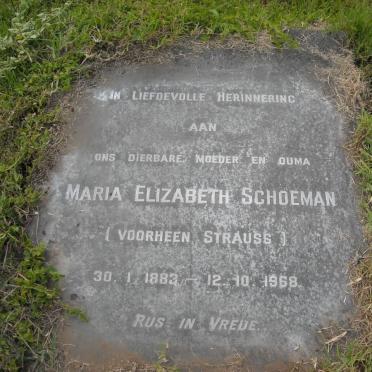 IN LIEFDEVOLLE HERINNERING
AAN
ONS DIERBARE MOEDER EN OUMA
MARIA ELIZABETH SCHOEMAN
(VOORHEEN STRAUSS)
30.1.1883 - 12.10.1968.
RUS IN VREDE.